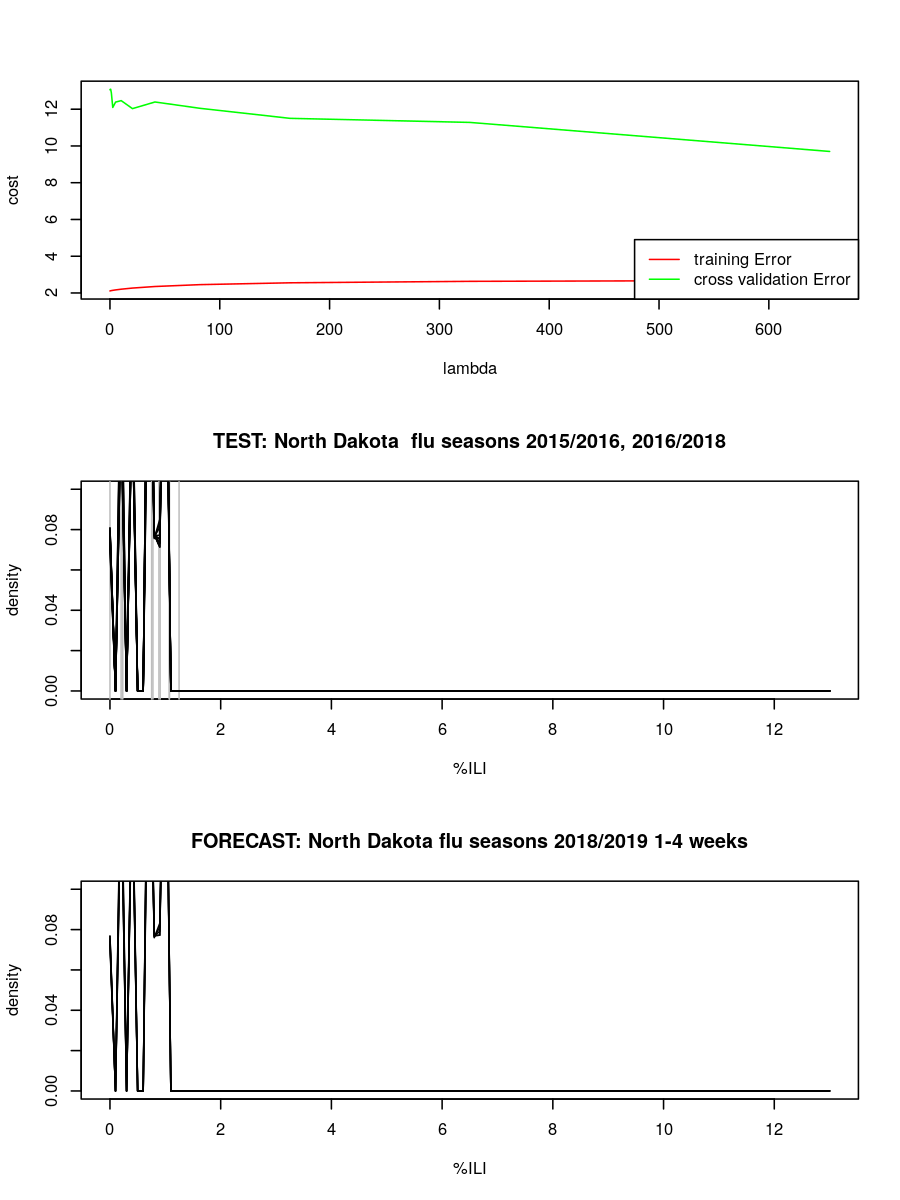 12
10
8
6
4
2
cost
training Error
cross validation Error
0 100 200 300 400 500 600
lambda
TEST: North Dakota  flu seasons 2015/2016, 2016/2018
0.08
0.04
0.00
density
0 2 4 6 8 10 12
%ILI
FORECAST: North Dakota flu seasons 2018/2019 1-4 weeks
0.08
0.04
0.00
density
0 2 4 6 8 10 12
%ILI